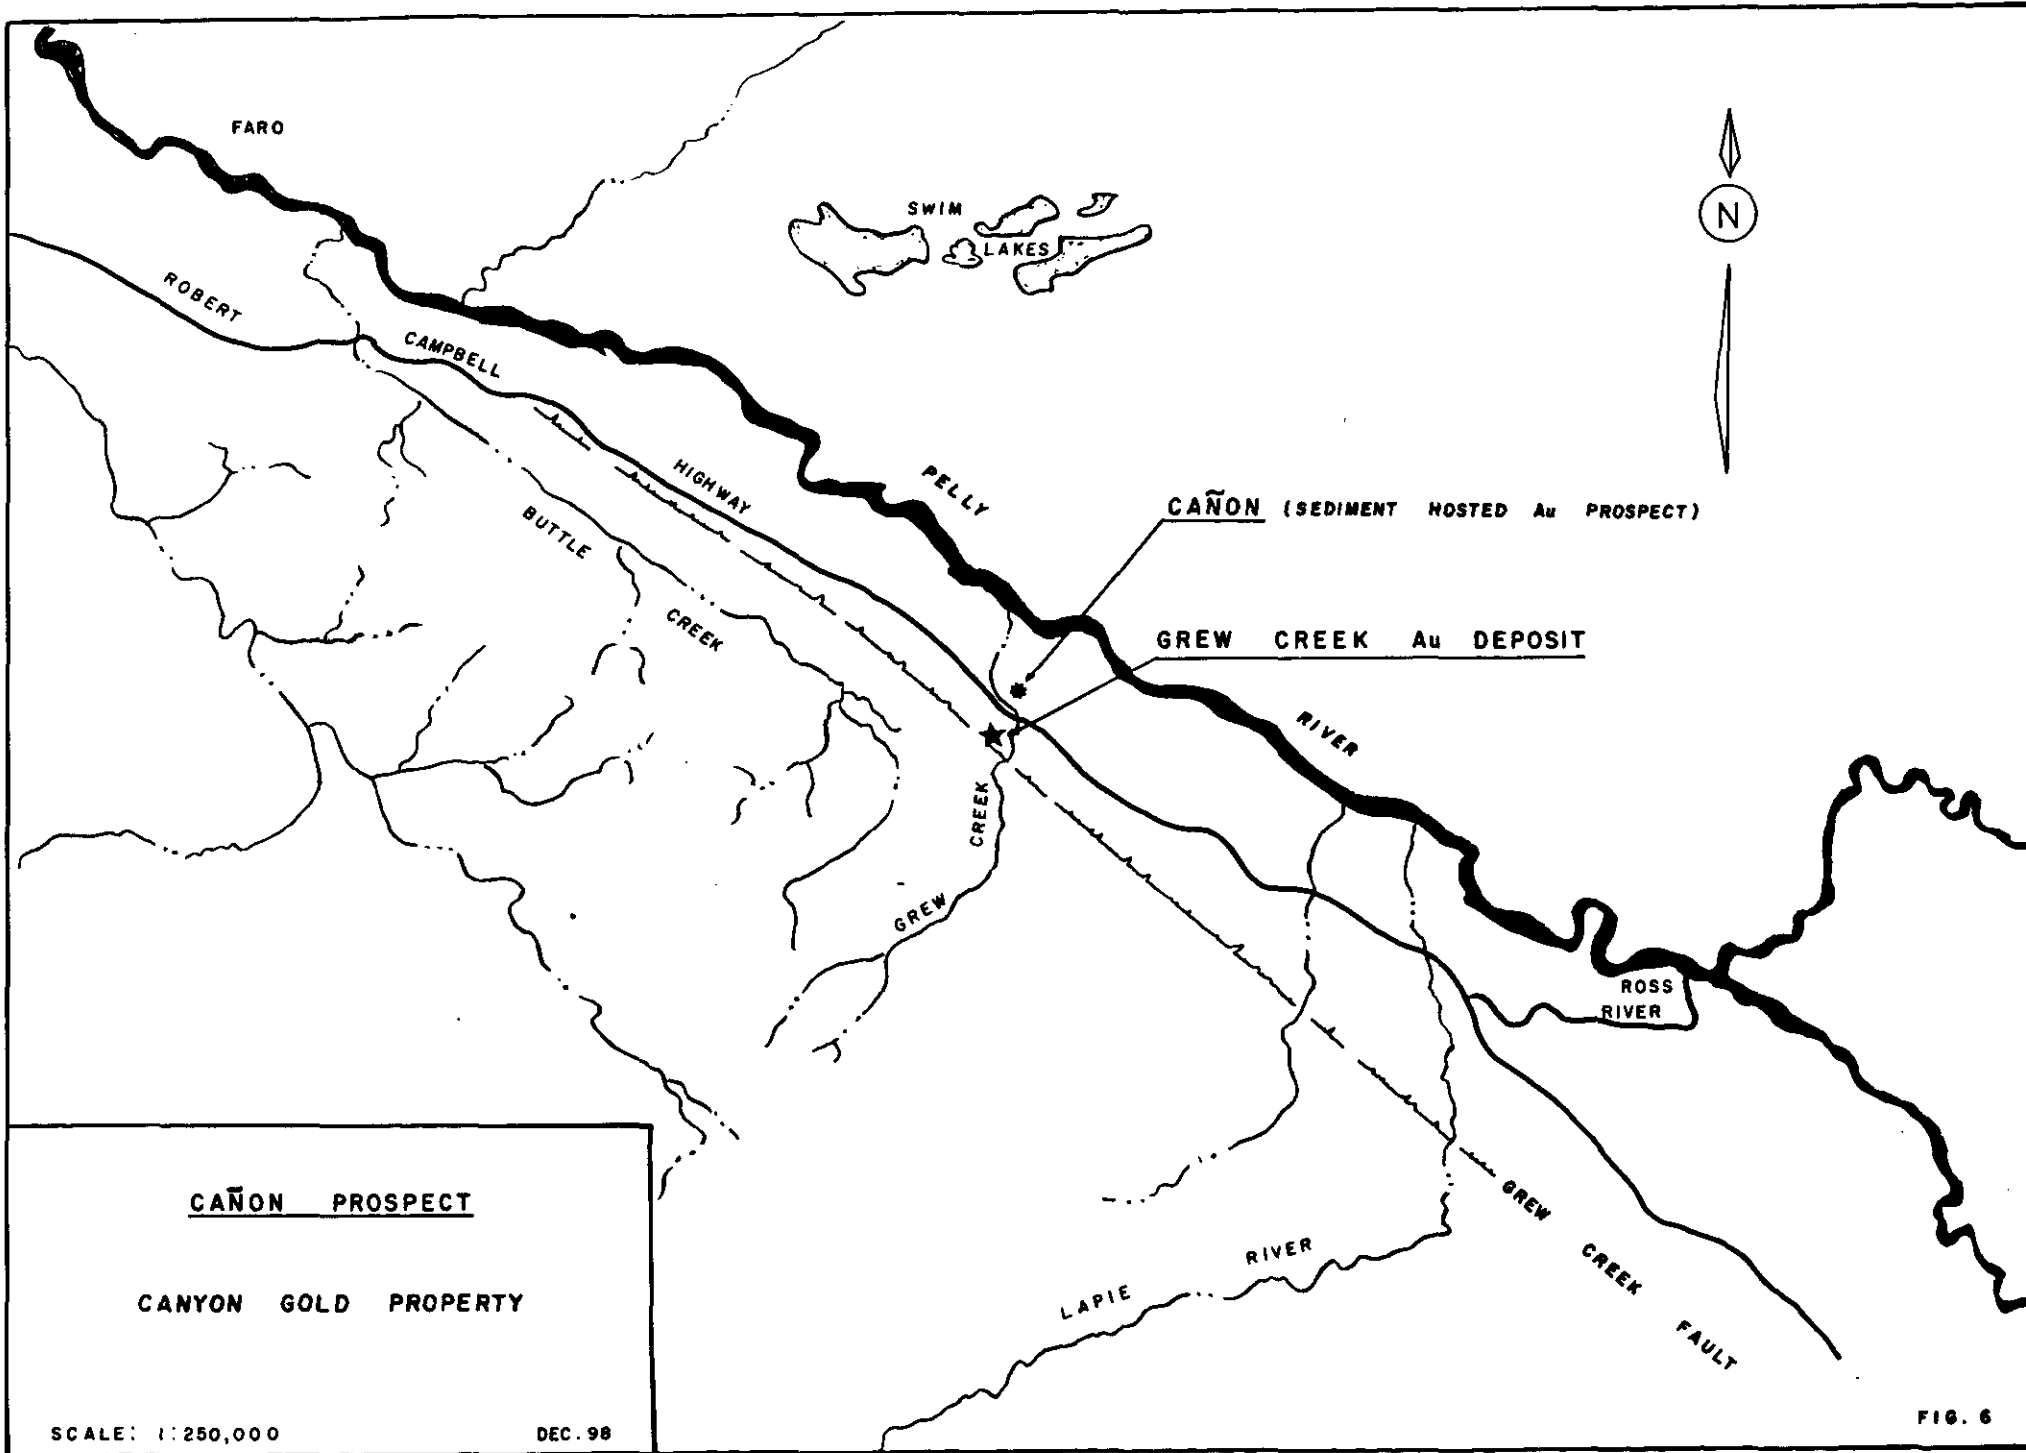 FARO
SWIM
LAKES
N
ROBERT
CAMPBELL
HIGHWAY
PELLY
RIVER
CAÑON (SEDIMENT HOSTED Au PROSPECT)
BUTTLE
CREEK
GREW CREEK Au DEPOSIT
CREEK
GREW
ROSS
RIVER
GREW
CREEK
FAULT
LAPIE
RIVER
CAÑON PROSPECT
CANYON GOLD PROPERTY
SCALE: 1:250,000
DEC. 98
FIG. 6